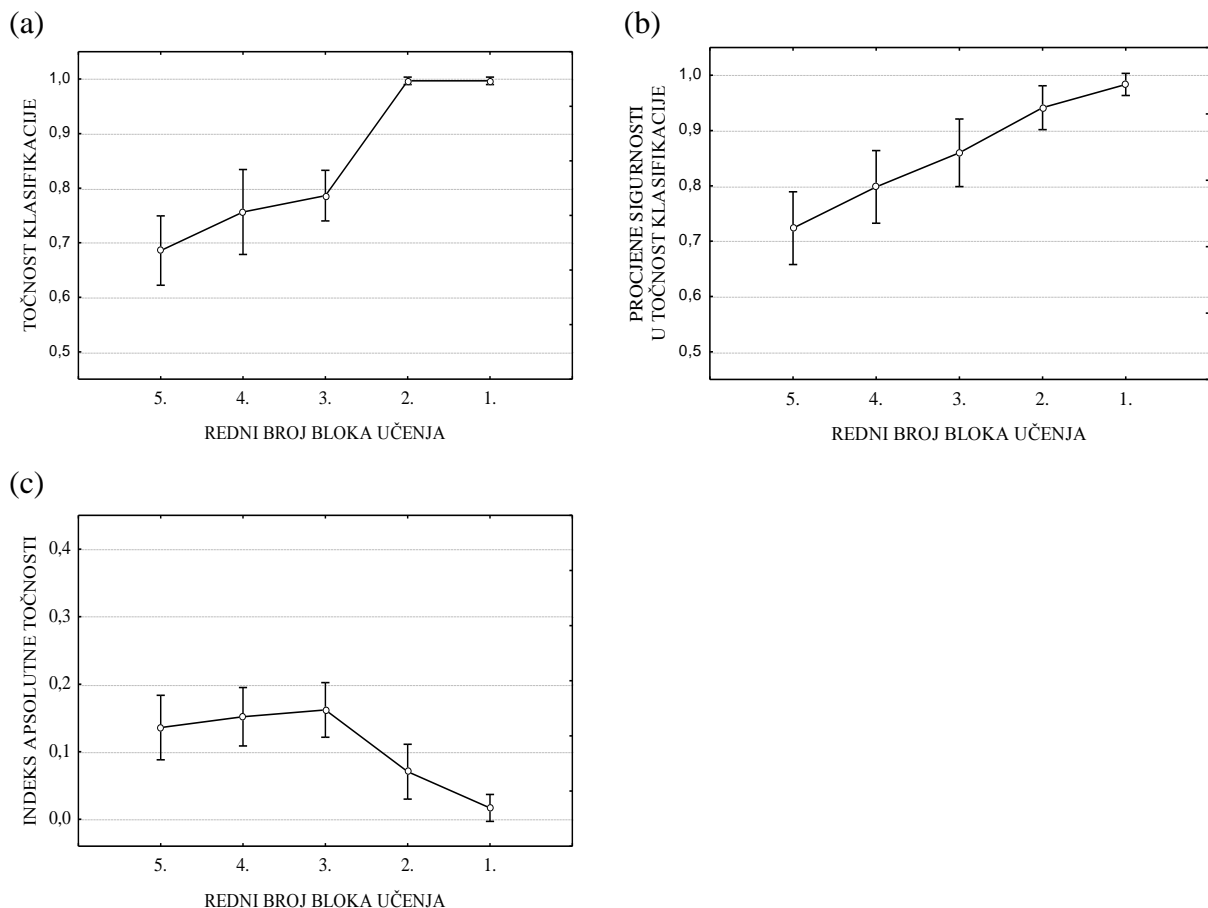 (a)
TOČNOST KLASIFIKACIJE
1,0
0,9
0,8
0,7
0,6
0,5
5. 4. 3. 2. 1.
REDNI BROJ BLOKA UČENJA
(b)
PROCJENE SIGURNOSTI
U TOČNOST KLASIFIKACIJE
1,0
0,9
0,8
0,7
0,6
0,5
5. 4. 3. 2. 1.
REDNI BROJ BLOKA UČENJA
(c)
INDEKS APSOLUTNE TOČNOSTI
0,4
0,3
0,2
0,1
0,0
5. 4. 3. 2. 1.
REDNI BROJ BLOKA UČENJA